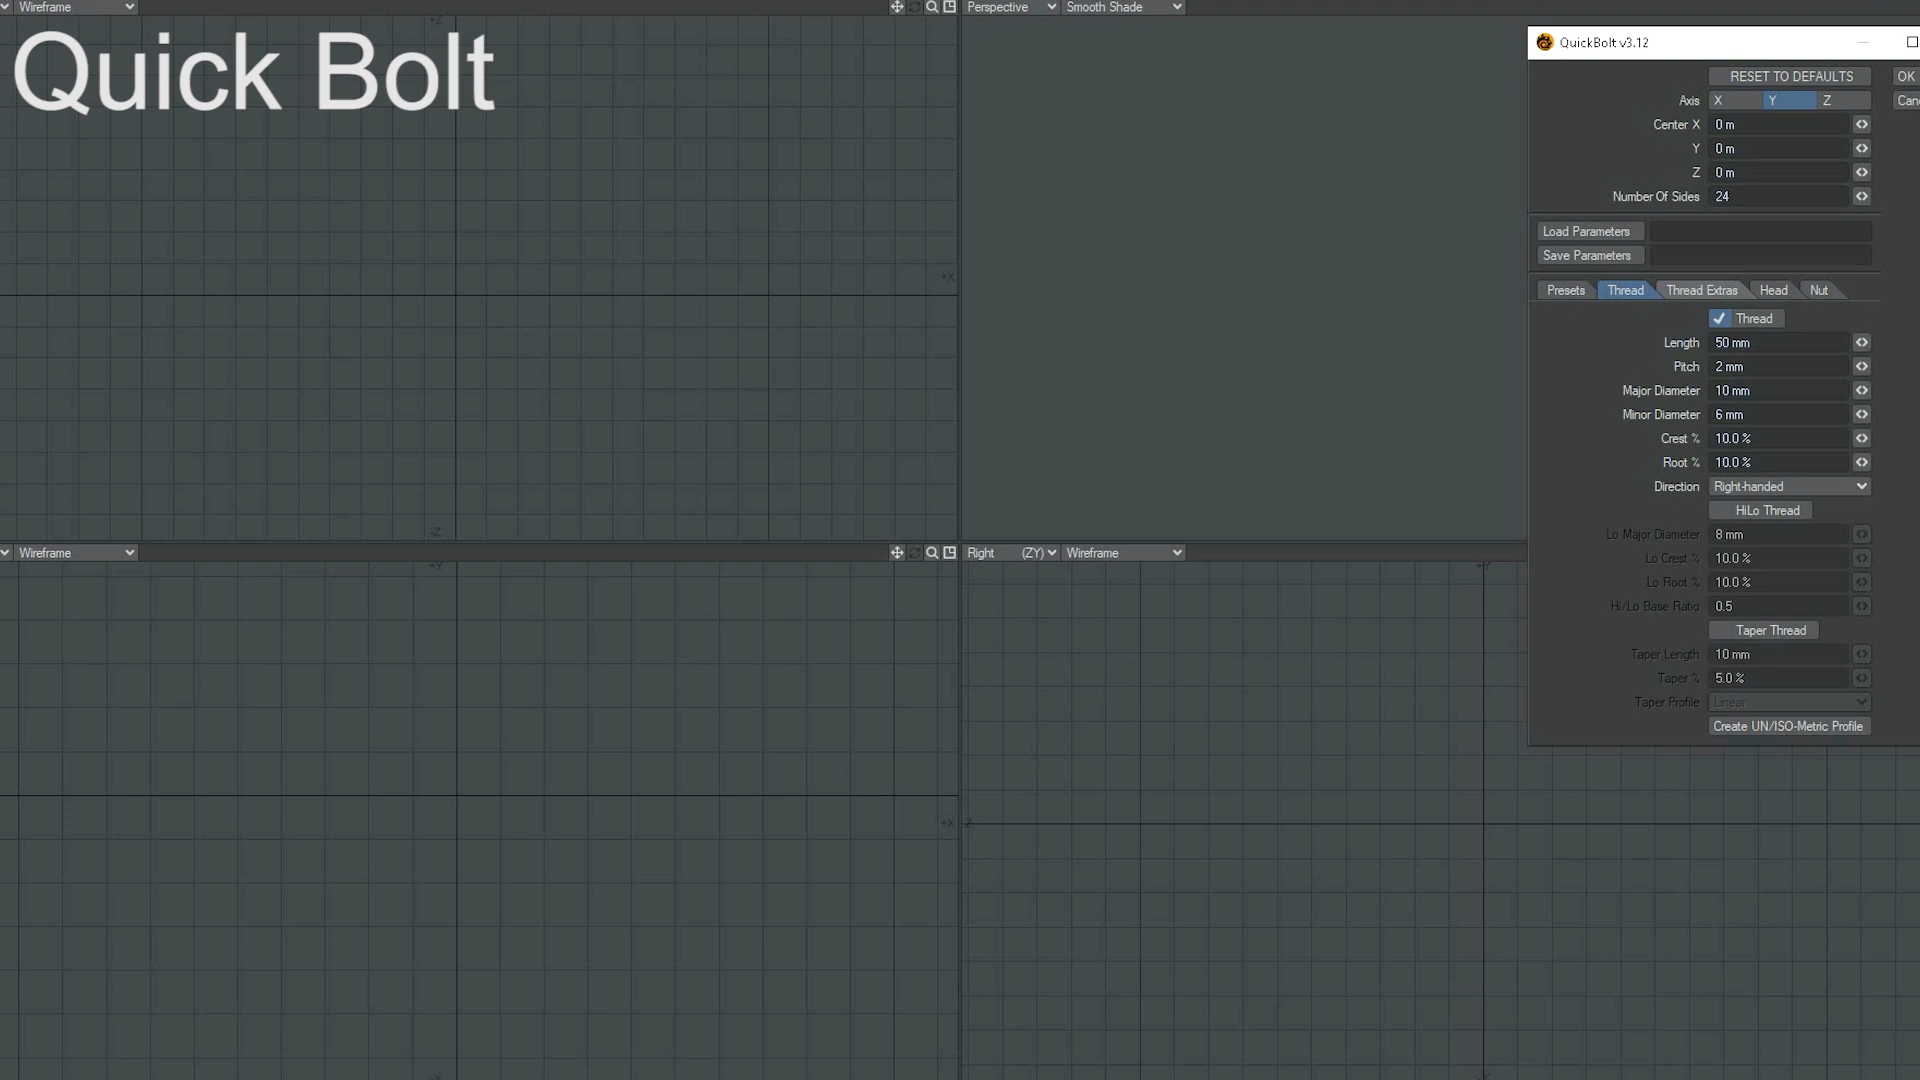 Wireframe
Perspective Smooth Shade
+Z
Quick Bolt
+X
-Z
Wireframe
+Y
+X
Right (ZY) Wireframe
+Y
QuickBolt v3.12
RESET TO DEFAULTS OK
Axis X Y Z
Center X 0 m
Y 0 m
Z 0 m
Number Of Sides 24
Load Parameters
Save Parameters
Presets Thread Thread Extras Head Nut
Thread
Length 50 mm
Pitch 2 mm
Major Diameter 10 mm
Minor Diameter 6 mm
Crest % 10.0 %
Root % 10.0 %
Direction Right-handed
HiLo Thread
Lo Major Diameter 8 mm
Lo Crest % 10.0 %
Lo Root % 10.0 %
Hi/Lo Base Ratio 0.5
Taper Thread
Taper Length 10 mm
Taper % 5.0 %
Taper Profile Linear
Create UN/ISO-Metric Profile